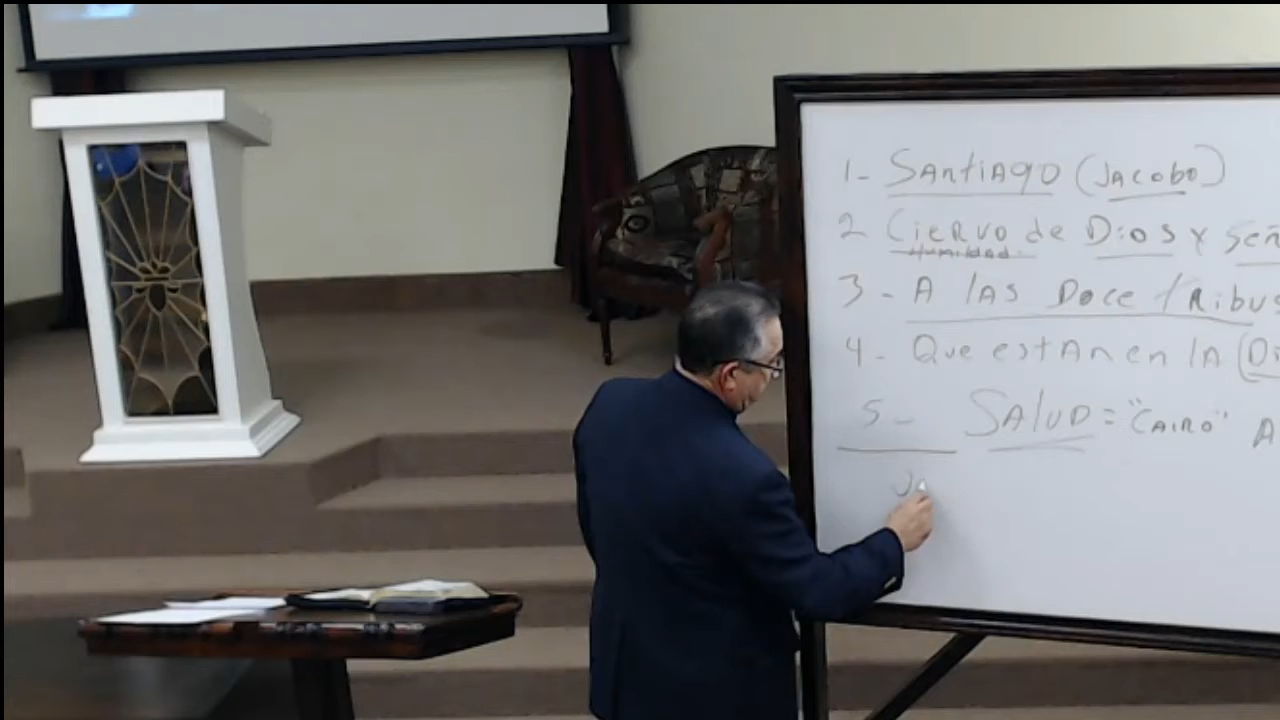 1- Santiago (Jacobo)
2 Ciervo de Dios y Señ
Humildad
3- A las Doce tribus
4- Que estan en la (Di
5- Salud = "Cairo" A